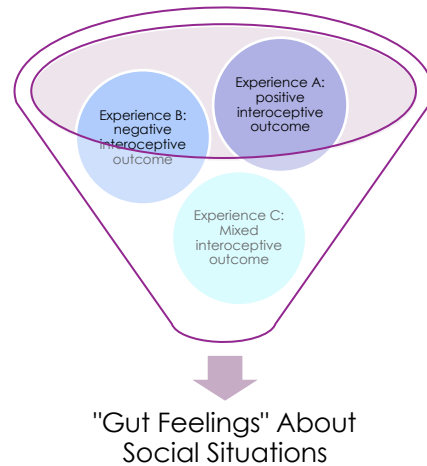 Experience A:
positive
interoceptive
outcome
Experience B:
negative
interoceptive
outcome
Experience C:
Mixed
interoceptive
outcome
"Gut Feelings" About
Social Situations